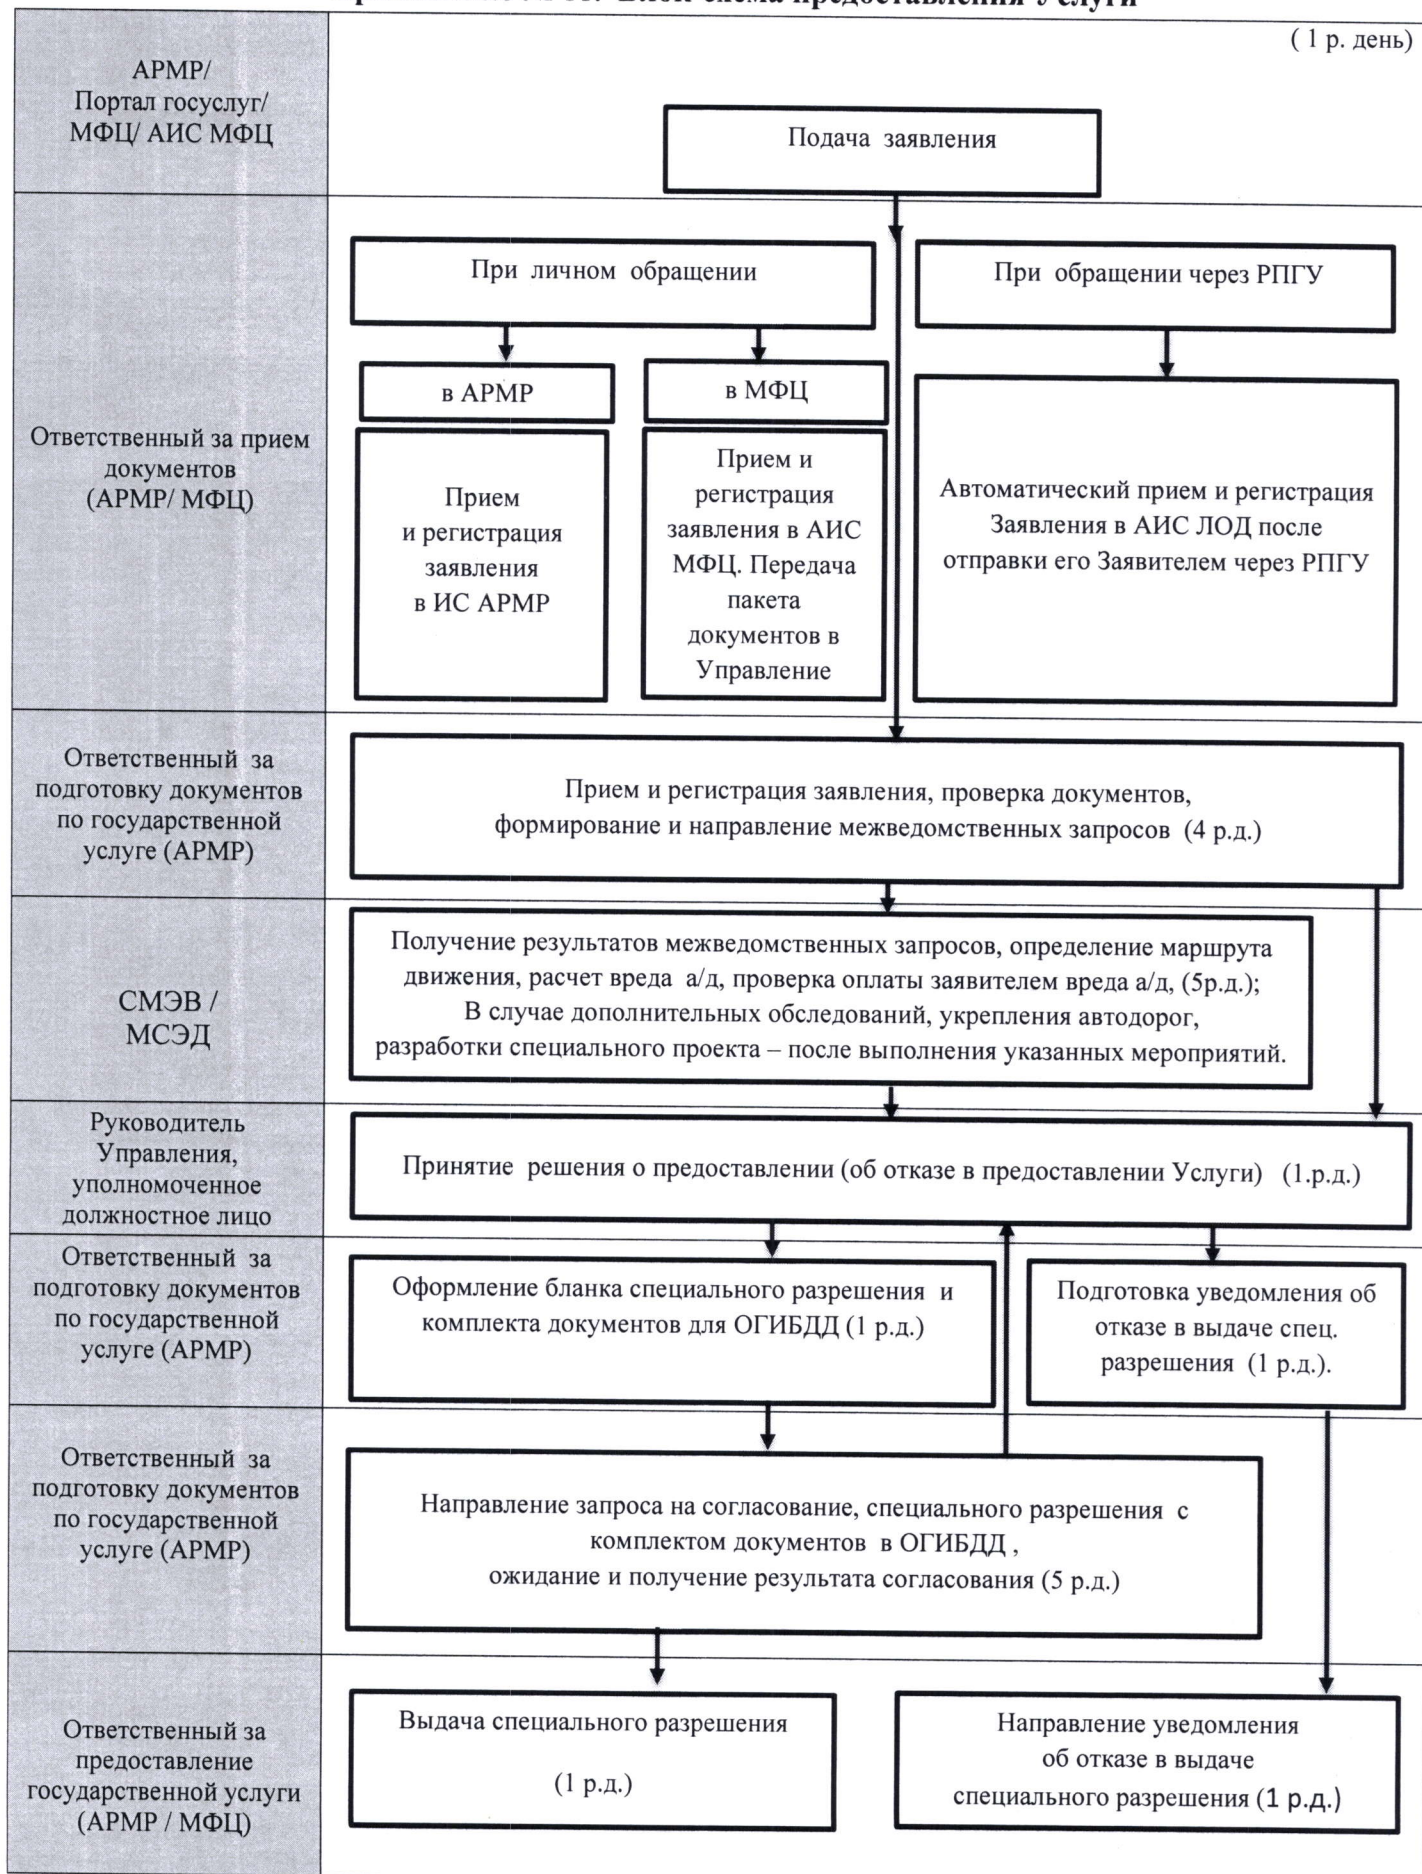 Блок-схема предоставления Услуги
( 1 р. день)
АРМР/
Портал госуслуг/
МФЦ/ АИС МФЦ
Подача заявления
Ответственный за прием
документов
(АРМР/ МФЦ)
При личном обращении
При обращении через РПГУ
в АРМР
в МФЦ
Прием
и регистрация
заявления
в ИС АРМР
Прием и
регистрация
заявления в АИС
МФЦ. Передача
пакета
документов в
Управление
Автоматический прием и регистрация
Заявления в АИС ЛОД после
отправки его Заявителем через РПГУ
Ответственный за
подготовку документов
по государственной
услуге (АРМР)
Прием и регистрация заявления, проверка документов,
формирование и направление межведомственных запросов (4 р.д.)
СМЭВ /
МСЭД
Получение результатов межведомственных запросов, определение маршрута
движения, расчет вреда а/д, проверка оплаты заявителем вреда а/д, (5р.д.);
В случае дополнительных обследований, укрепления автодорог,
разработки специального проекта – после выполнения указанных мероприятий.
Руководитель
Управления,
уполномоченное
должностное лицо
Принятие решения о предоставлении (об отказе в предоставлении Услуги) (1.р.д.)
Ответственный за
подготовку документов
по государственной
услуге (АРМР)
Оформление бланка специального разрешения и
комплекта документов для ОГИБДД (1 р.д.)
Подготовка уведомления об
отказе в выдаче спец.
разрешения (1 р.д.).
Ответственный за
подготовку документов
по государственной
услуге (АРМР)
Направление запроса на согласование, специального разрешения с
комплектом документов в ОГИБДД ,
ожидание и получение результата согласования (5 р.д.)
Ответственный за
предоставление
государственной услуги
(АРМР / МФЦ)
Выдача специального разрешения
(1 р.д.)
Направление уведомления
об отказе в выдаче
специального разрешения (1 р.д.)